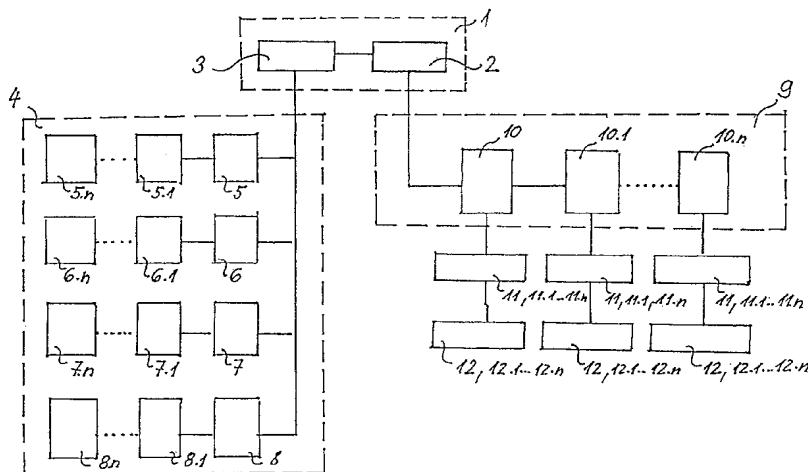 1
3 2
4 9
10 10.1 10.n
5.n 5.1 5
6.n 6.1 6
11, 11.1...11.n 11, 11.1, 11.n 11, 11.1...11.n
7.n 7.1 7
12, 12.1...12.n 12, 12.1...12.n 12, 12.1...12.n
8.n 8.1 8